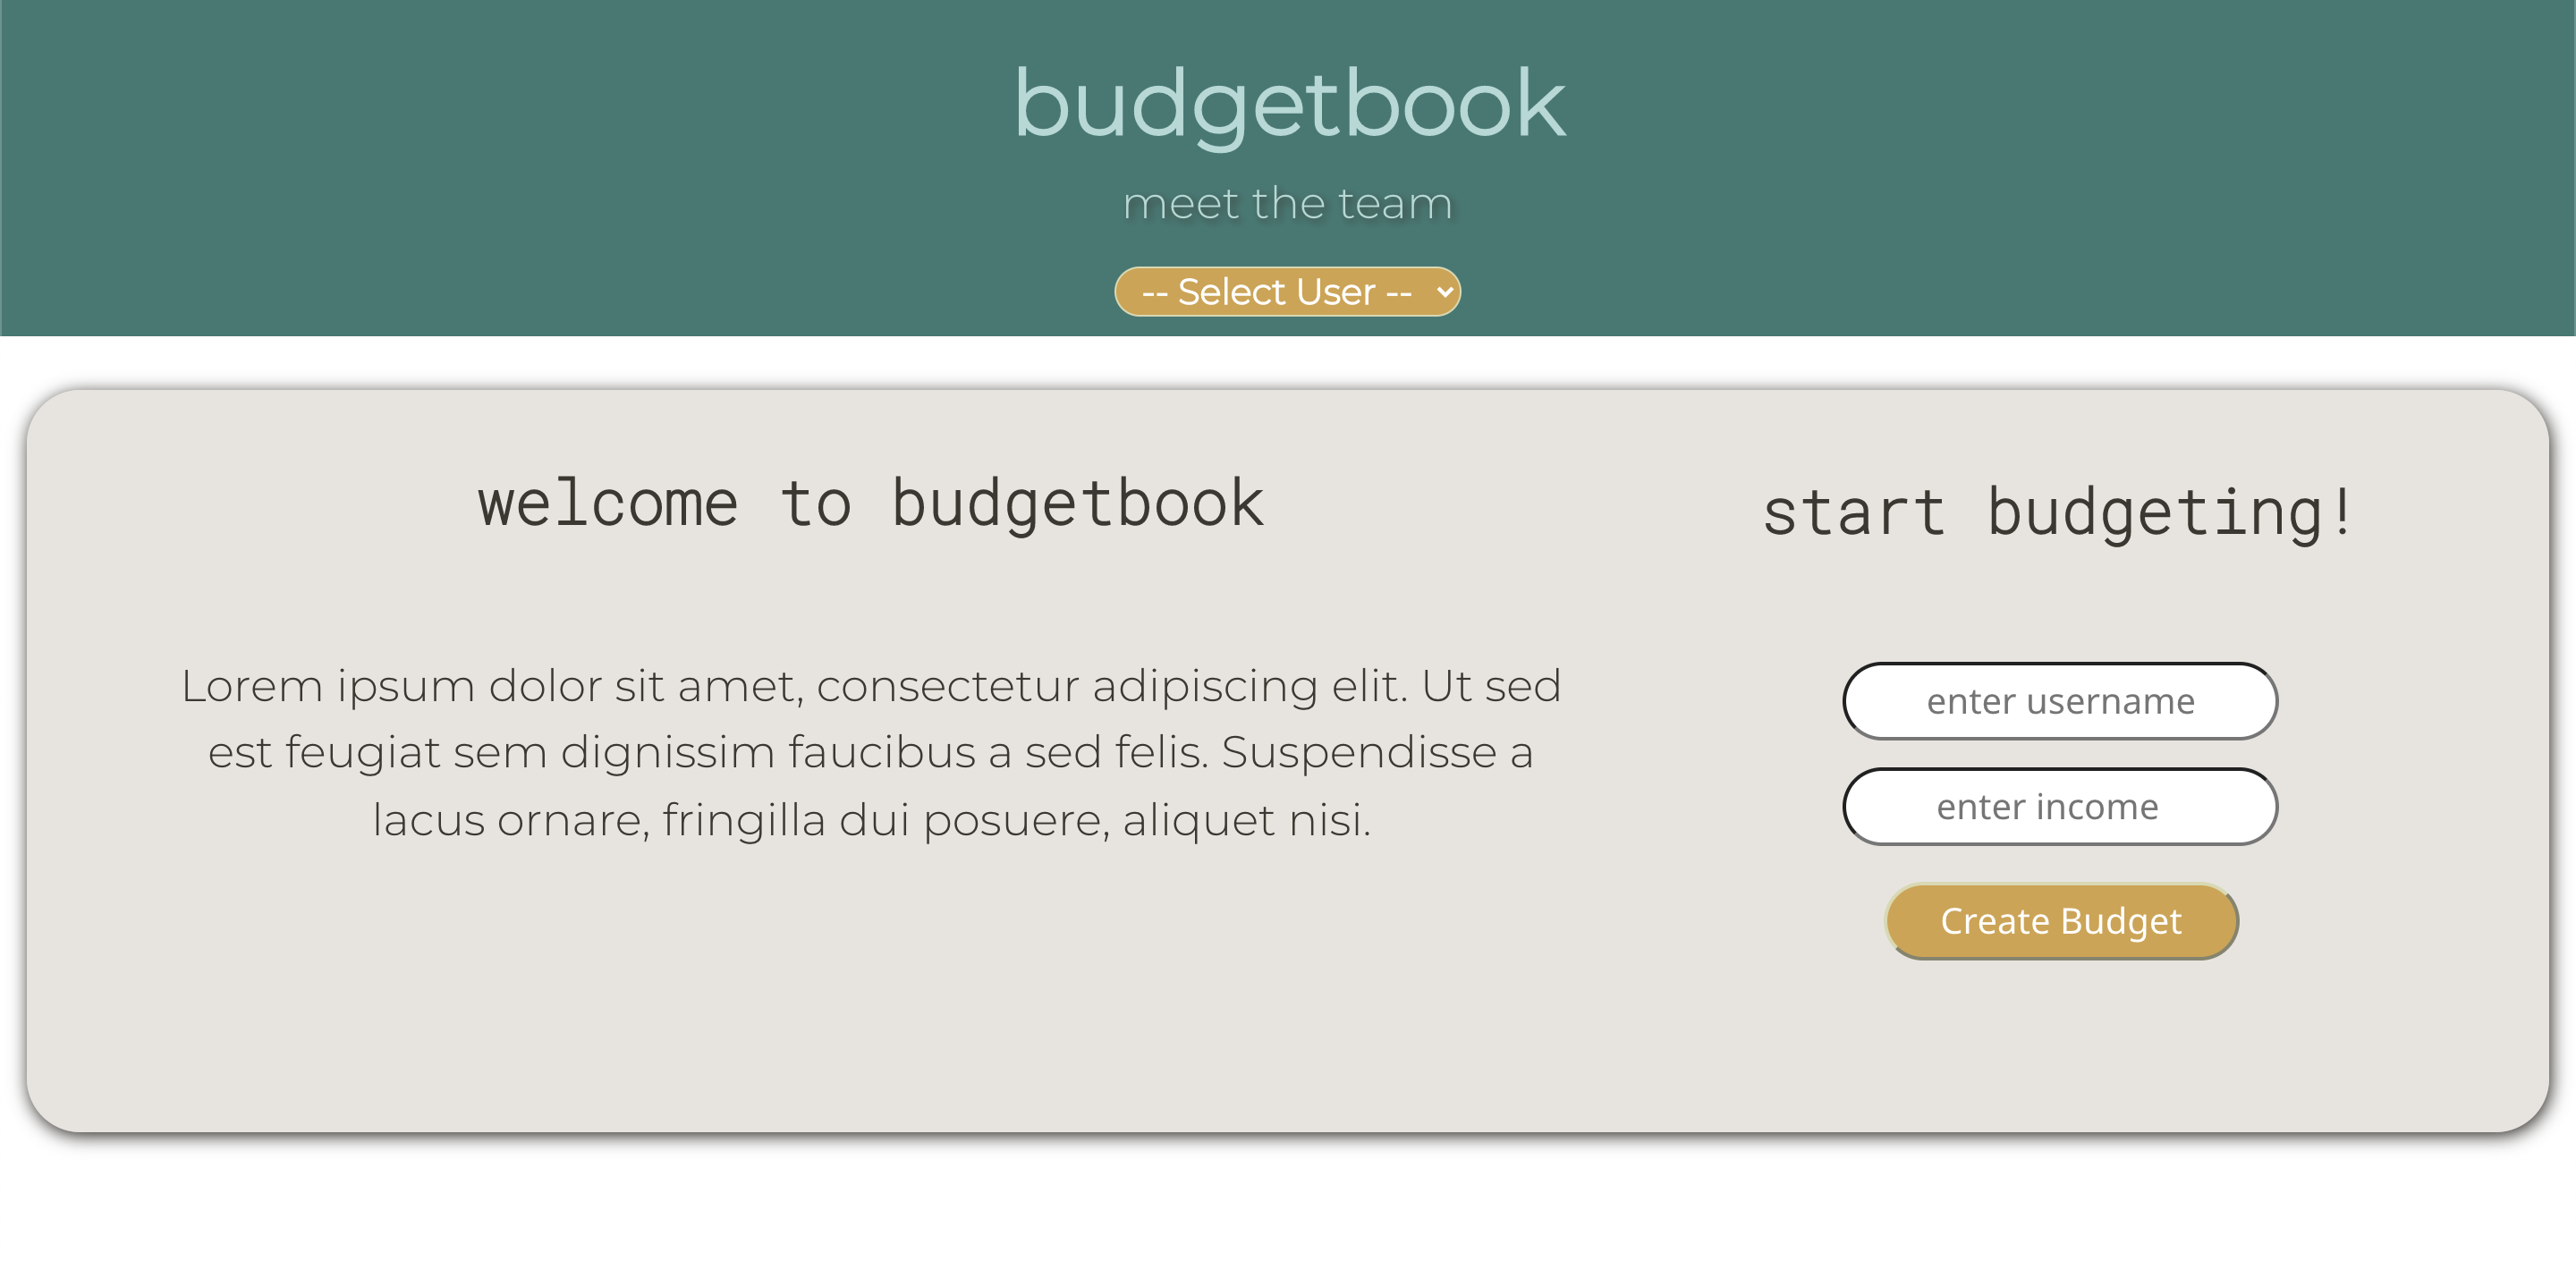 budgetbook
meet the team
-- Select User --
welcome to budgetbook
Lorem ipsum dolor sit amet, consectetur adipiscing elit. Ut sed
est feugiat sem dignissim faucibus a sed felis. Suspendisse a
lacus ornare, fringilla dui posuere, aliquet nisi.
start budgeting!
enter username
enter income
Create Budget